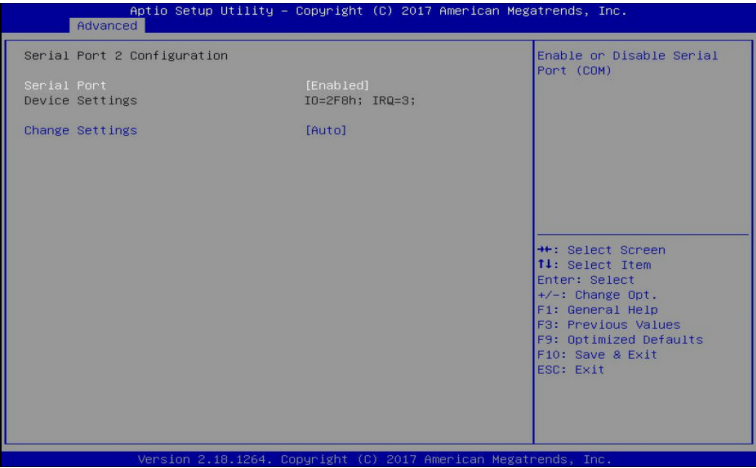 Aptio Setup Utility – Copyright (C) 2017 American Megatrends, Inc.
Advanced
Serial Port 2 Configuration
Serial Port [Enabled]
Device Settings IO=2F8h; IRQ=3;
Change Settings [Auto]
Enable or Disable Serial
Port (COM)
→←: Select Screen
↑↓: Select Item
Enter: Select
+/-: Change Opt.
F1: General Help
F3: Previous Values
F9: Optimized Defaults
F10: Save & Exit
ESC: Exit
Version 2.18.1264. Copyright (C) 2017 American Megatrends, Inc.